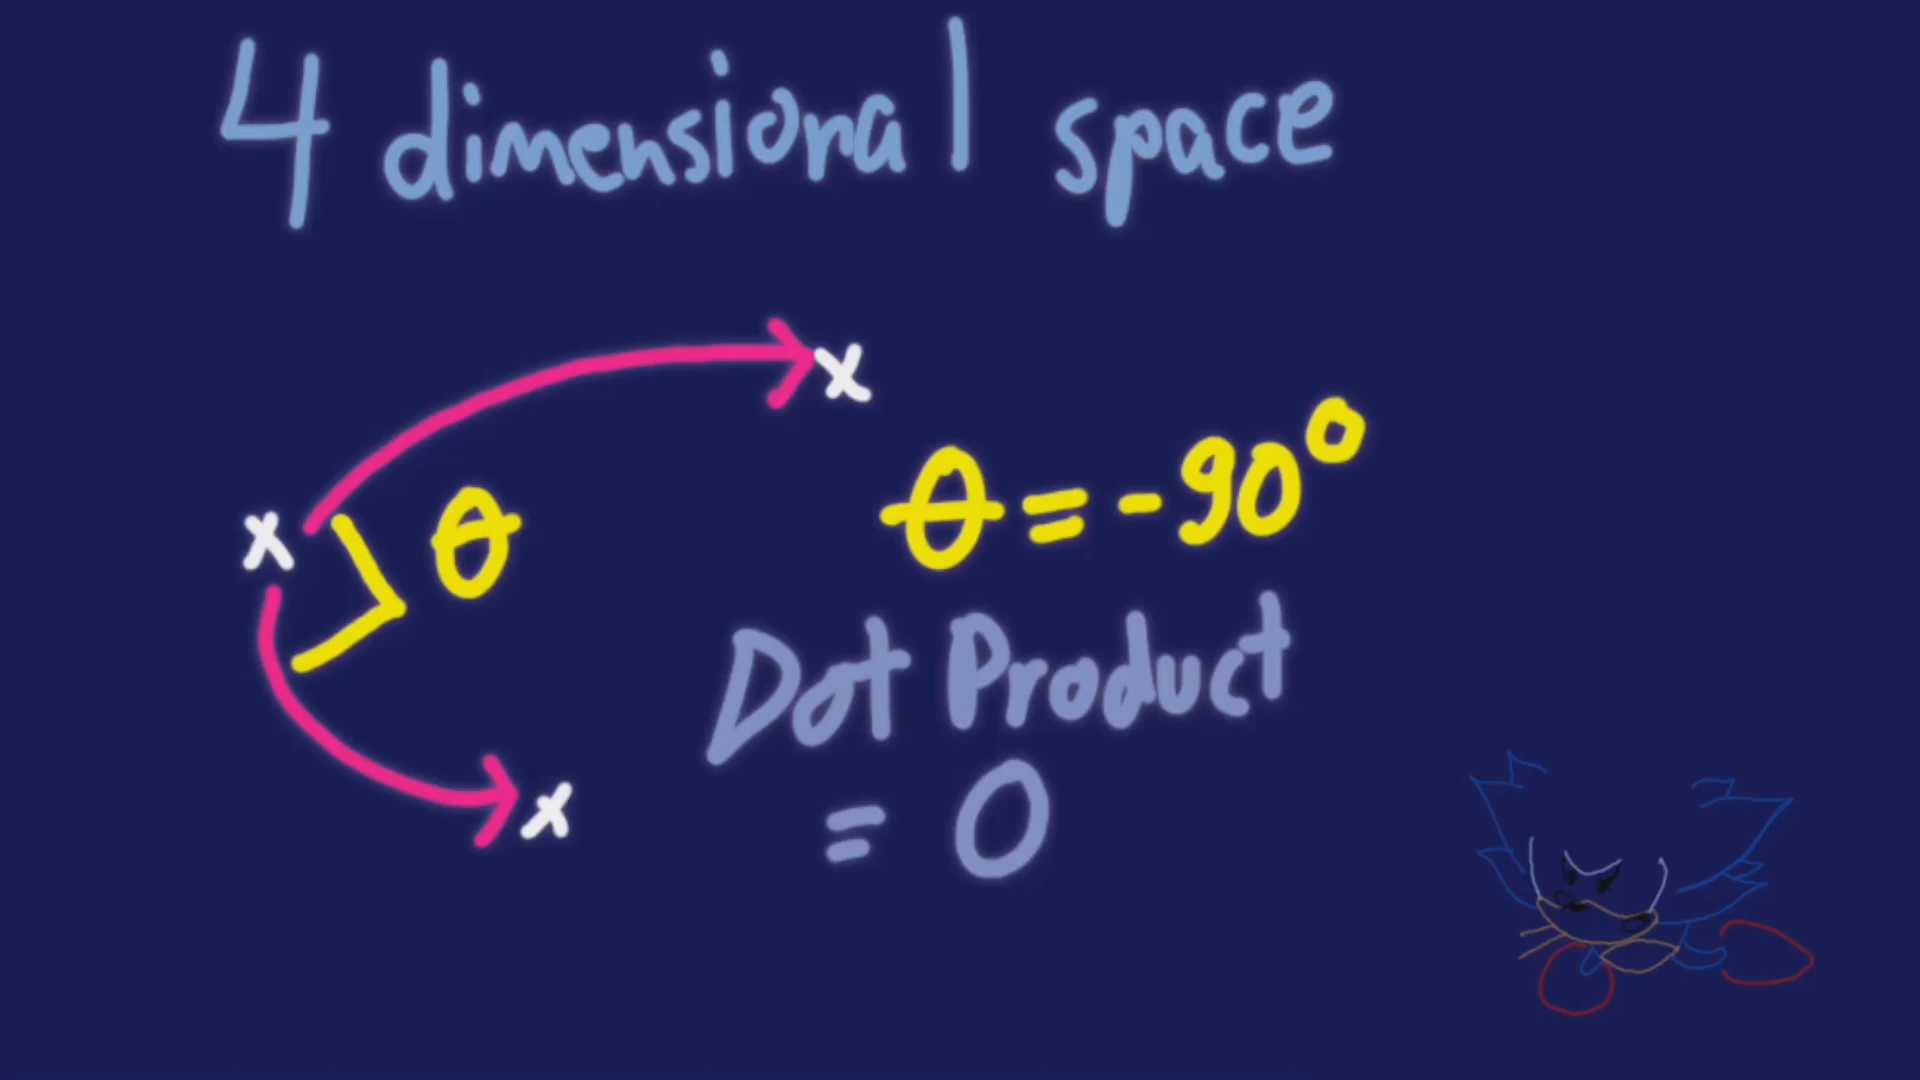 4 dimensional space
x
x
θ
θ = -90°
Dot Product
= 0
x